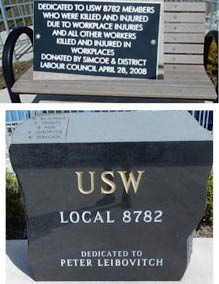 DEDICATED TO USW 8782 MEMBERS
WHO WERE KILLED AND INJURED
DUE TO WORKPLACE INJURIES
AND ALL OTHER WORKERS
KILLED AND INJURED IN
WORKPLACES
DONATED BY SIMCOE & DISTRICT
LABOUR COUNCIL APRIL 28, 2008
USW
LOCAL 8782
DEDICATED TO
PETER LEIBOVITCH